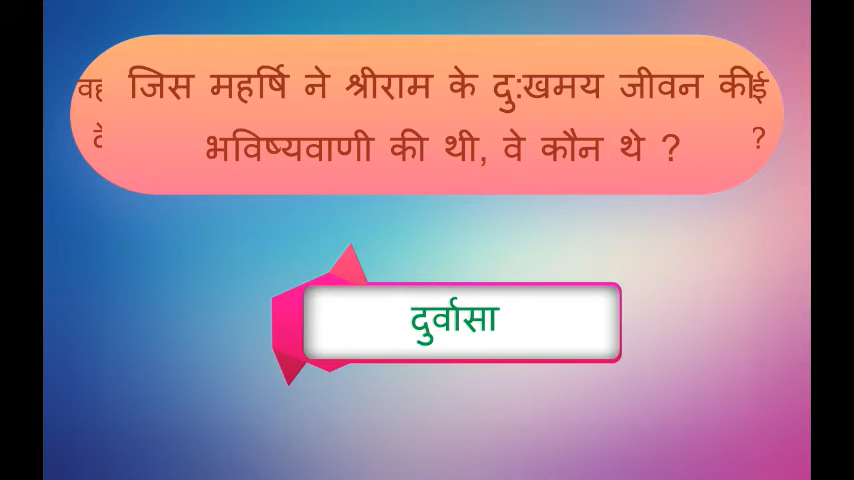 जिस महर्षि ने श्रीराम के दु:खमय जीवन की
भविष्यवाणी की थी, वे कौन थे ?
दुर्वासा